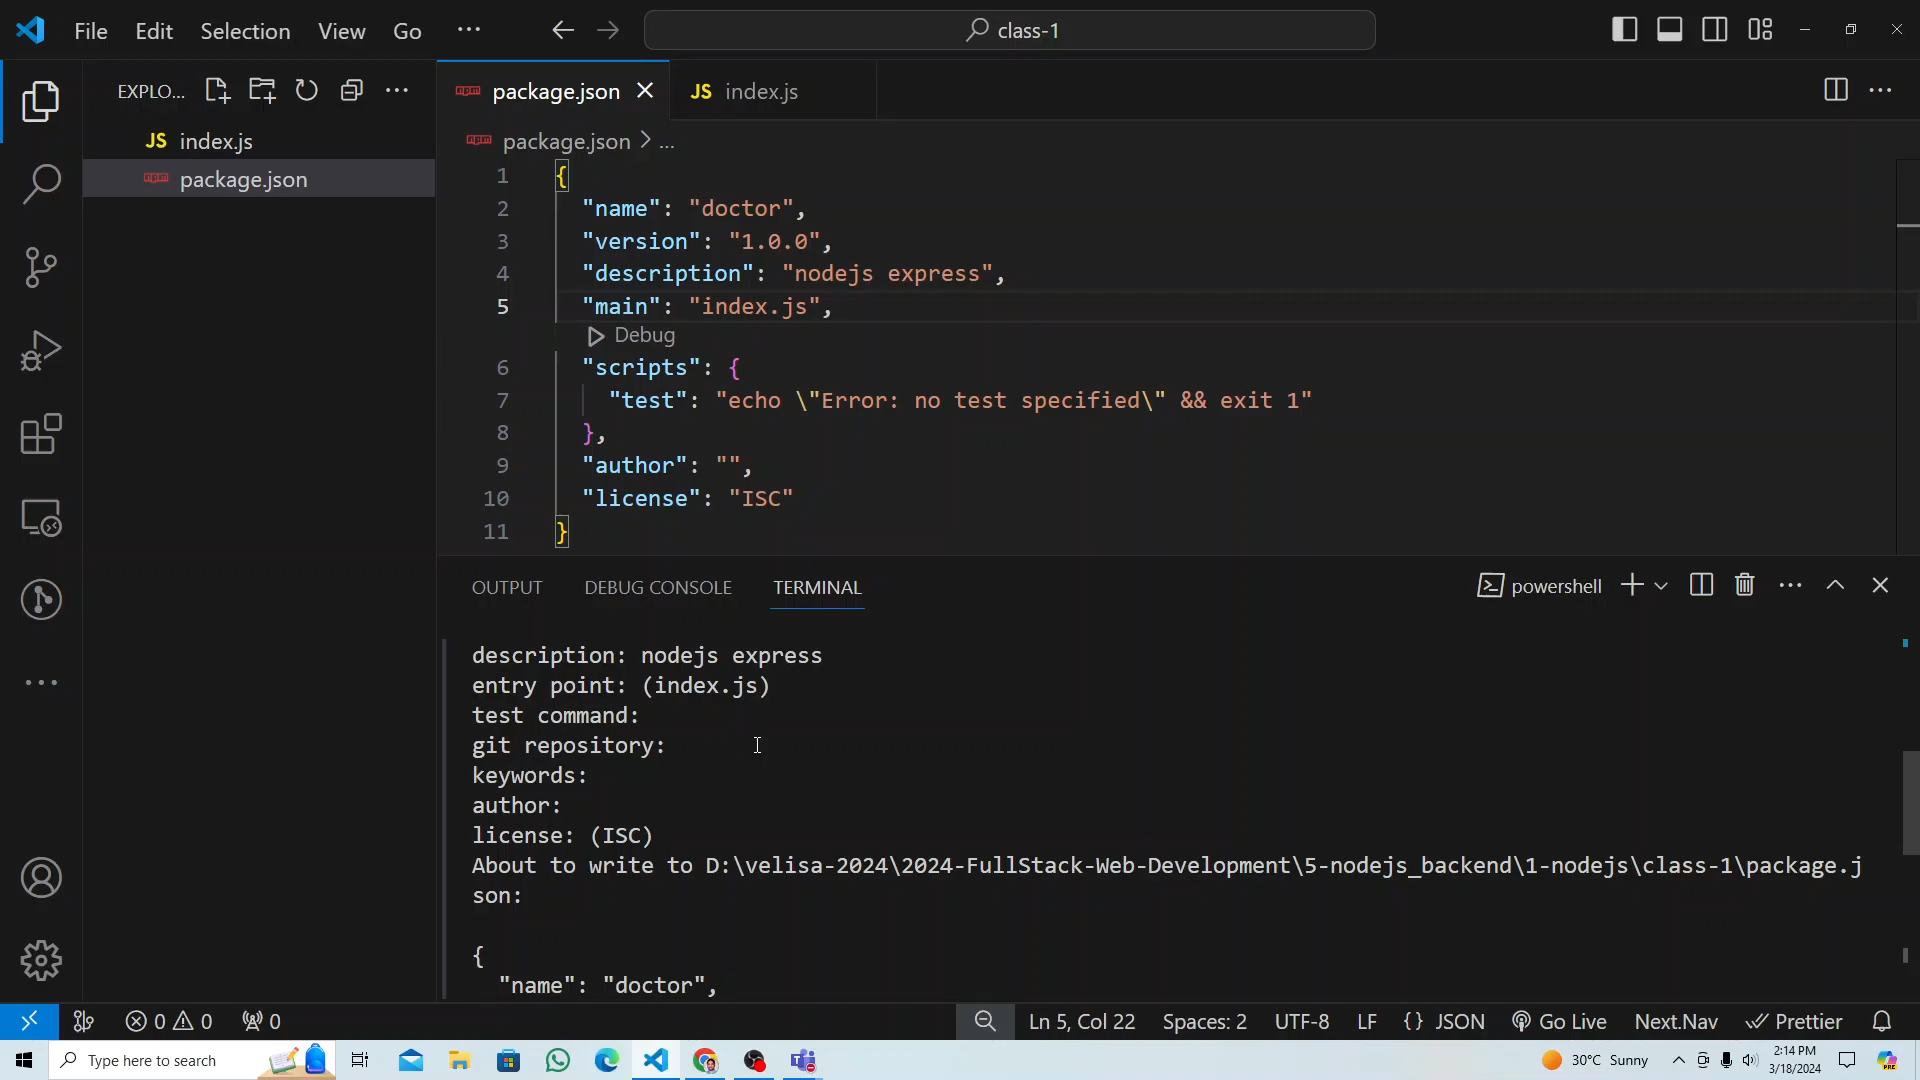 File Edit Selection View Go ... class-1
EXPLO...
JS index.js
package.json
package.json
JS index.js
package.json > ...
1 {
2 "name": "doctor",
3 "version": "1.0.0",
4 "description": "nodejs express",
5 "main": "index.js",
Debug
6 "scripts": {
7 "test": "echo \"Error: no test specified\" && exit 1"
8 },
9 "author": "",
10 "license": "ISC"
11 }
OUTPUT DEBUG CONSOLE TERMINAL powershell
description: nodejs express
entry point: (index.js)
test command:
git repository:
keywords:
author:
license: (ISC)
About to write to D:\velisa-2024\2024-FullStack-Web-Development\5-nodejs_backend\1-nodejs\class-1\package.j
son:
{
"name": "doctor",
0 0 0 Ln 5, Col 22 Spaces: 2 UTF-8 LF {} JSON Go Live Next.Nav Prettier
Type here to search 30°C Sunny 2:14 PM
3/18/2024